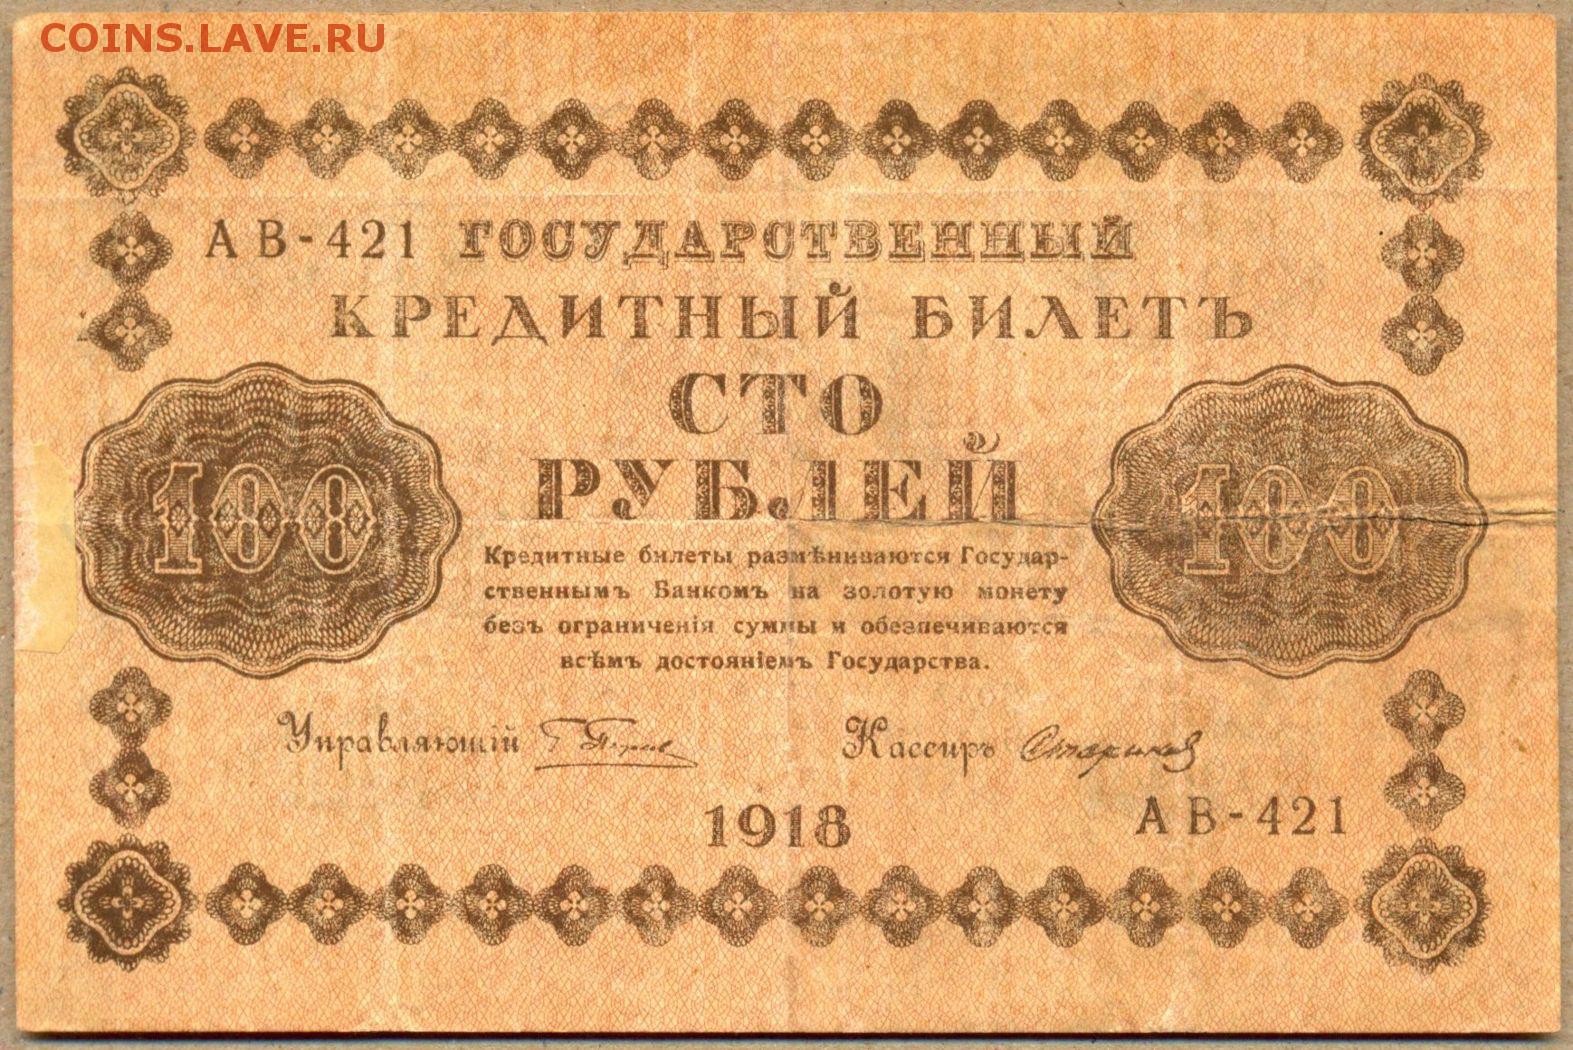 COINS.LAVE.RU
АВ-421 ГОСУДАРСТВЕННЫЙ
КРЕДИТНЫЙ БИЛЕТЪ
СТО
РУБЛЕЙ
100
100
Кредитные билеты размѣниваются Государ-
ственнымъ Банкомъ на золотую монету
безъ ограниченія суммы и обезпечиваются
всѣмъ достояніемъ Государства.
Управляющій
Кассиръ
1918
АВ-421